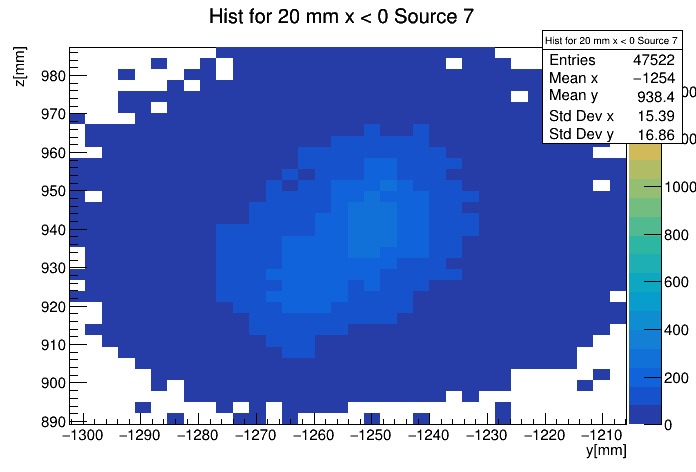 Hist for 20 mm x < 0 Source 7
Hist for 20 mm x < 0 Source 7
Entries 47522
Mean x −1254
Mean y 938.4
Std Dev x 15.39
Std Dev y 16.86
z[mm]
980
970
960
950
940
930
920
910
900
890
−1300 −1290 −1280 −1270 −1260 −1250 −1240 −1230 −1220 −1210
y[mm]
1000
800
600
400
200
0